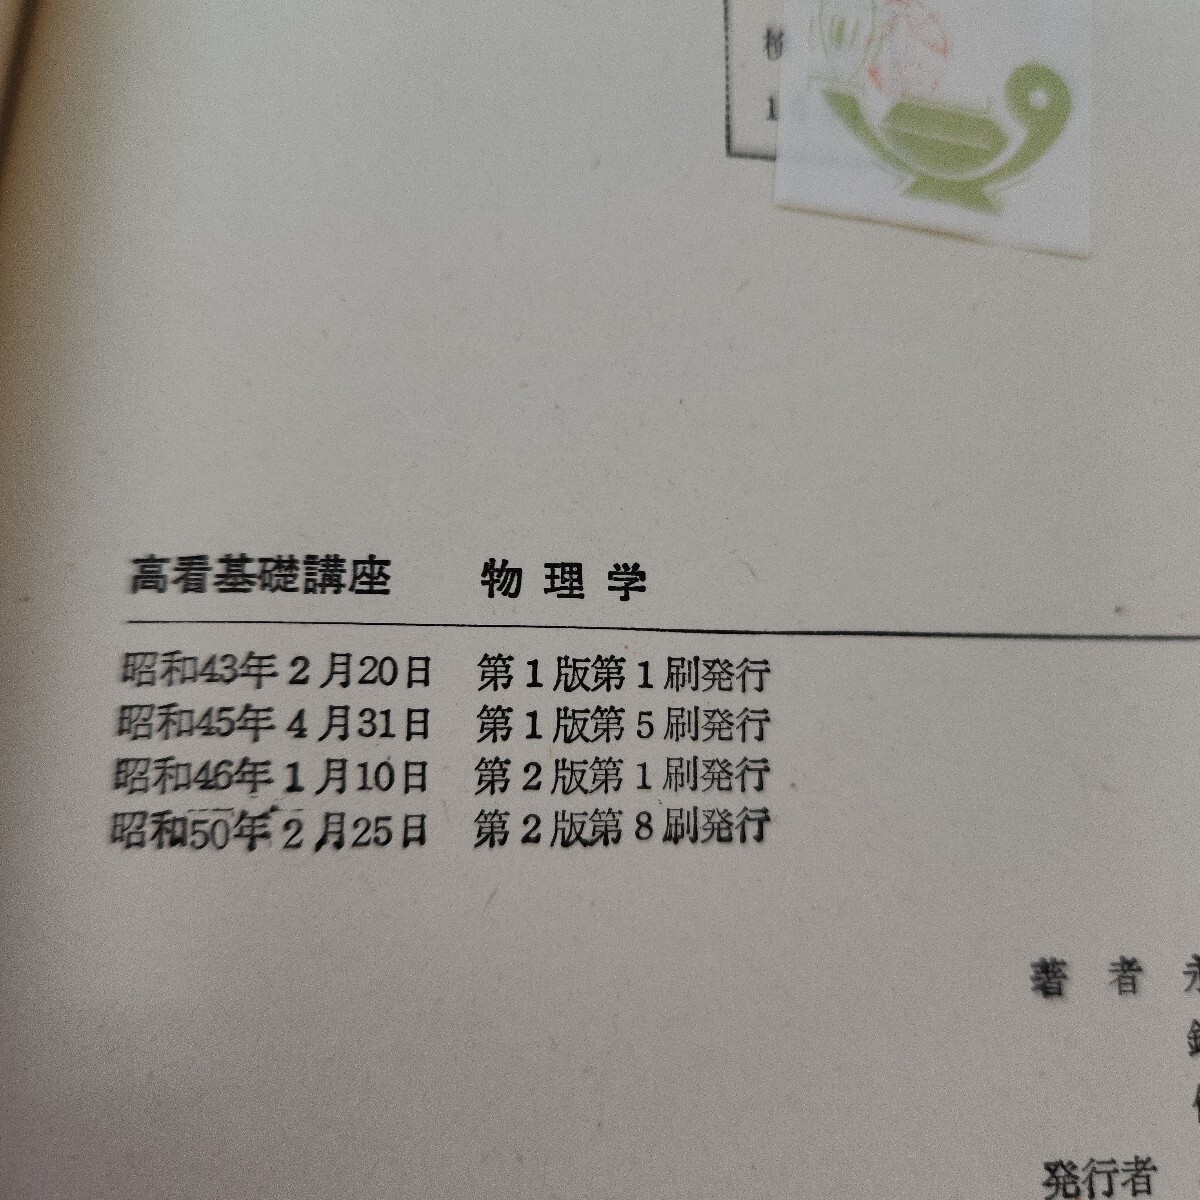 高看基礎講座 物理学
昭和43年2月20日 第1版第1刷発行
昭和45年4月31日 第1版第5刷発行
昭和46年1月10日 第2版第1刷発行
昭和50年2月25日 第2版第8刷発行
著者
発行者